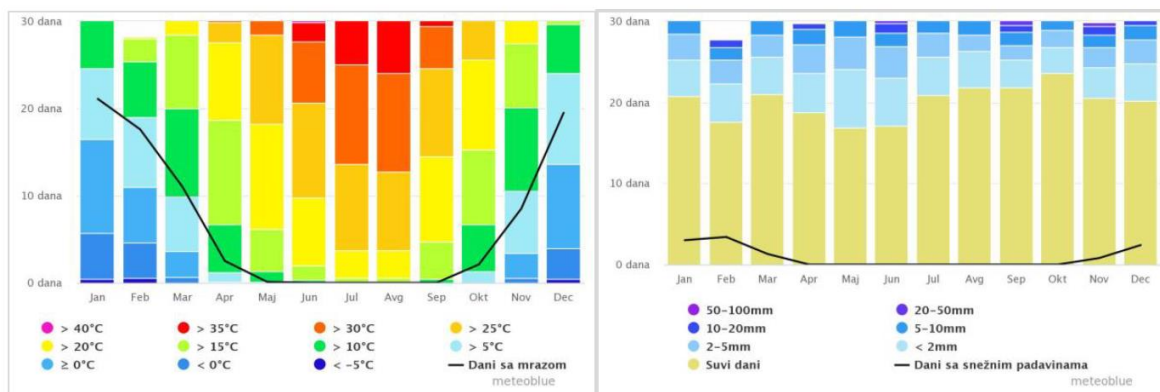 30 dana
20 dana
10 dana
0 dana
Jan Feb Mar Apr Maj Jun Jul Avg Sep Okt Nov Dec
> 40°C > 35°C > 30°C > 25°C
> 20°C > 15°C > 10°C > 5°C
≥ 0°C < 0°C < -5°C Dani sa mrazom
meteoblue
30 dana
20 dana
10 dana
0 dana
Jan Feb Mar Apr Maj Jun Jul Avg Sep Okt Nov Dec
50-100mm 20-50mm
10-20mm 5-10mm
2-5mm < 2mm
Suvi dani Dani sa snežnim padavinama
meteoblue